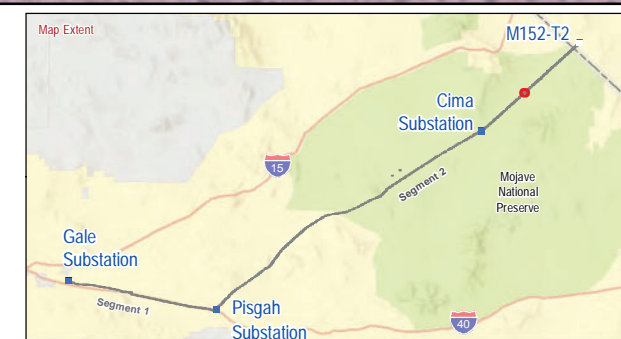 Map Extent
M152-T2
Cima
Substation
15
Segment 2
Mojave
National
Preserve
Gale
Substation
Segment 1
Pisgah
Substation
40